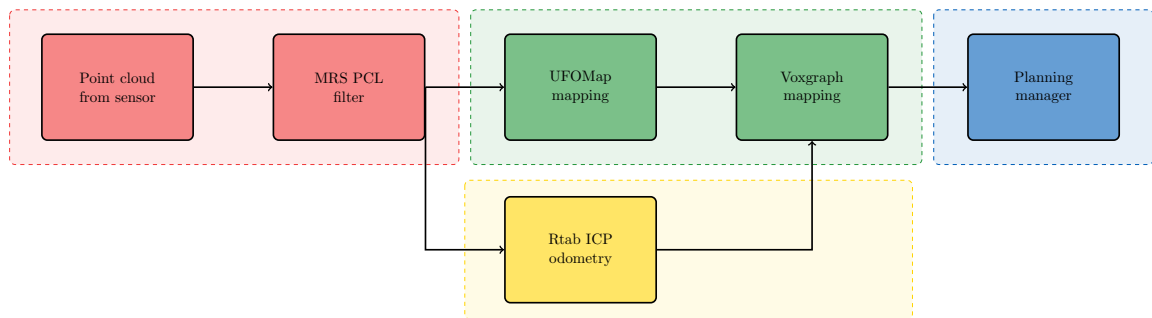 Point cloud
from sensor
MRS PCL
filter
UFOMap
mapping
Voxgraph
mapping
Planning
manager
Rtab ICP
odometry